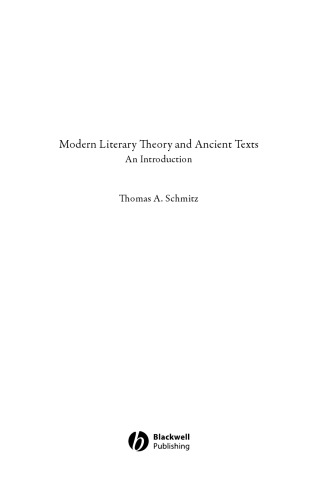 Modern Literary Theory and Ancient Texts
An Introduction
Thomas A. Schmitz
Blackwell
Publishing